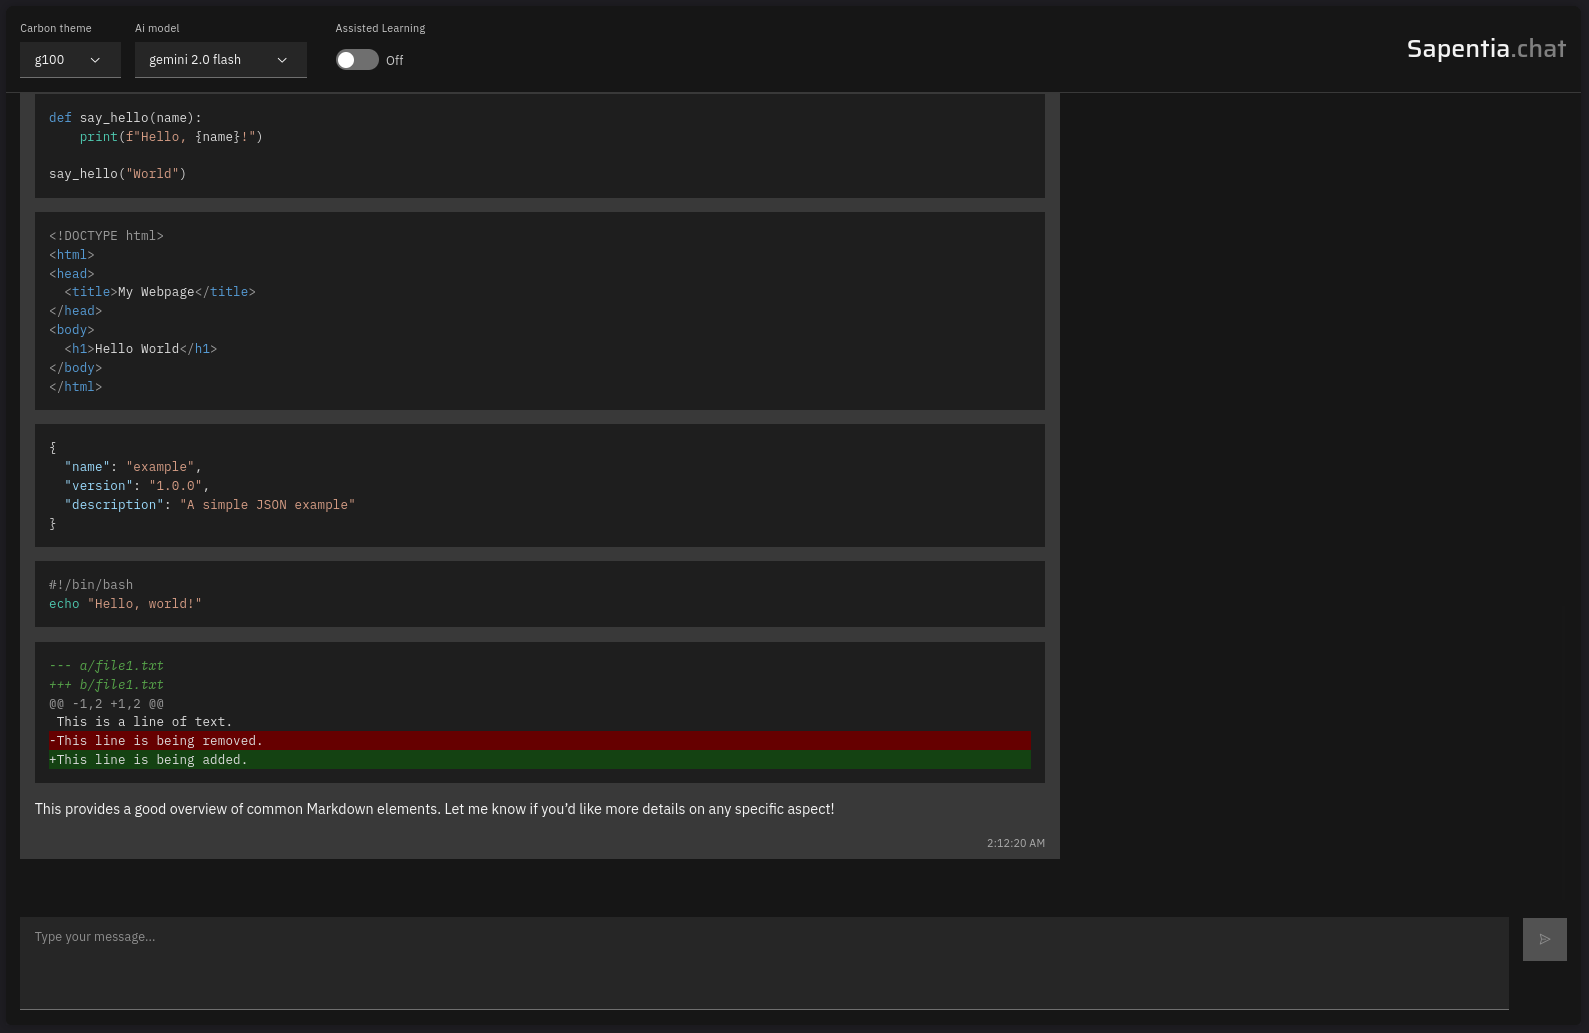 Carbon theme
Ai model
Assisted Learning
g100
gemini 2.0 flash
Off
Sapentia.chat
def say_hello(name):
    print(f"Hello, {name}!")
say_hello("World")
<!DOCTYPE html>
<html>
<head>
  <title>My Webpage</title>
</head>
<body>
  <h1>Hello World</h1>
</body>
</html>
{
  "name": "example",
  "version": "1.0.0",
  "description": "A simple JSON example"
}
#!/bin/bash
echo "Hello, world!"
--- a/file1.txt
+++ b/file1.txt
@@ -1,2 +1,2 @@
 This is a line of text.
-This line is being removed.
+This line is being added.
This provides a good overview of common Markdown elements. Let me know if you’d like more details on any specific aspect!
2:12:20 AM
Type your message...